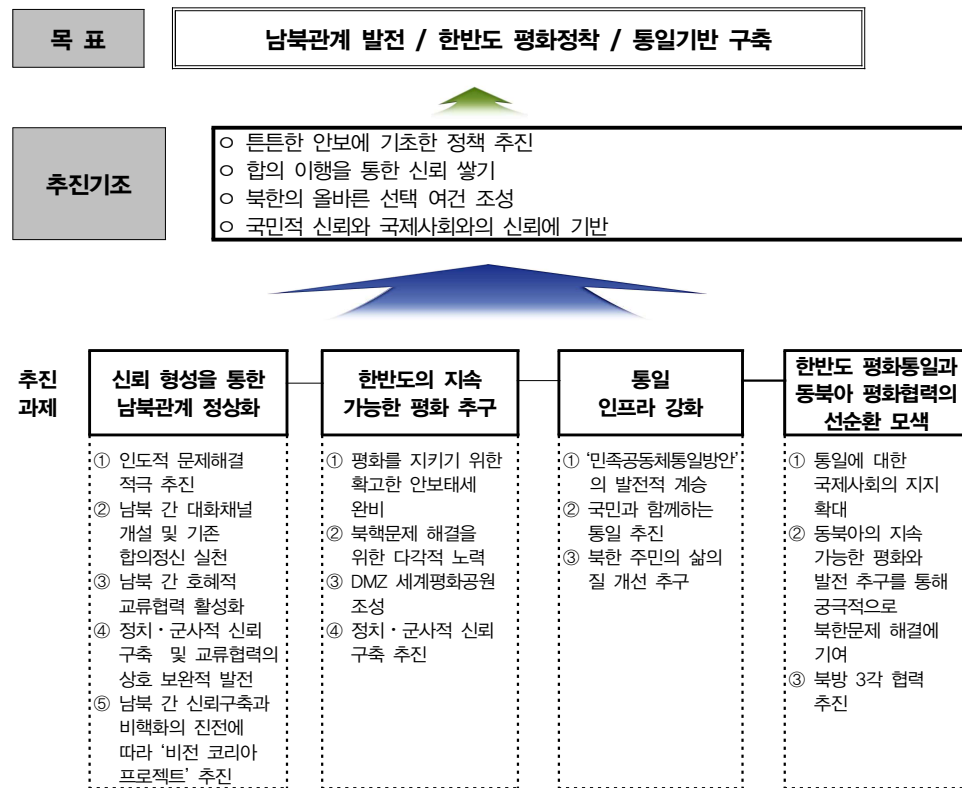 목 표
남북관계 발전 / 한반도 평화정착 / 통일기반 구축
추진기조
ㅇ 튼튼한 안보에 기초한 정책 추진
ㅇ 합의 이행을 통한 신뢰 쌓기
ㅇ 북한의 올바른 선택 여건 조성
ㅇ 국민적 신뢰와 국제사회와의 신뢰에 기반
추진
과제
신뢰 형성을 통한
남북관계 정상화
① 인도적 문제해결
적극 추진
② 남북 간 대화채널
개설 및 기존
합의정신 실천
③ 남북 간 호혜적
교류협력 활성화
④ 정치・군사적 신뢰
구축 및 교류협력의
상호 보완적 발전
⑤ 남북 간 신뢰구축과
비핵화의 진전에
따라 ‘비전 코리아
프로젝트’ 추진
한반도의 지속
가능한 평화 추구
① 평화를 지키기 위한
확고한 안보태세
완비
② 북핵문제 해결을
위한 다각적 노력
③ DMZ 세계평화공원
조성
④ 정치・군사적 신뢰
구축 추진
통일
인프라 강화
① ‘민족공동체통일방안’
의 발전적 계승
② 국민과 함께하는
통일 추진
③ 북한 주민의 삶의
질 개선 추구
한반도 평화통일과
동북아 평화협력의
선순환 모색
① 통일에 대한
국제사회의 지지
확대
② 동북아의 지속
가능한 평화와
발전 추구를 통해
궁극적으로
북한문제 해결에
기여
③ 북방 3각 협력
추진